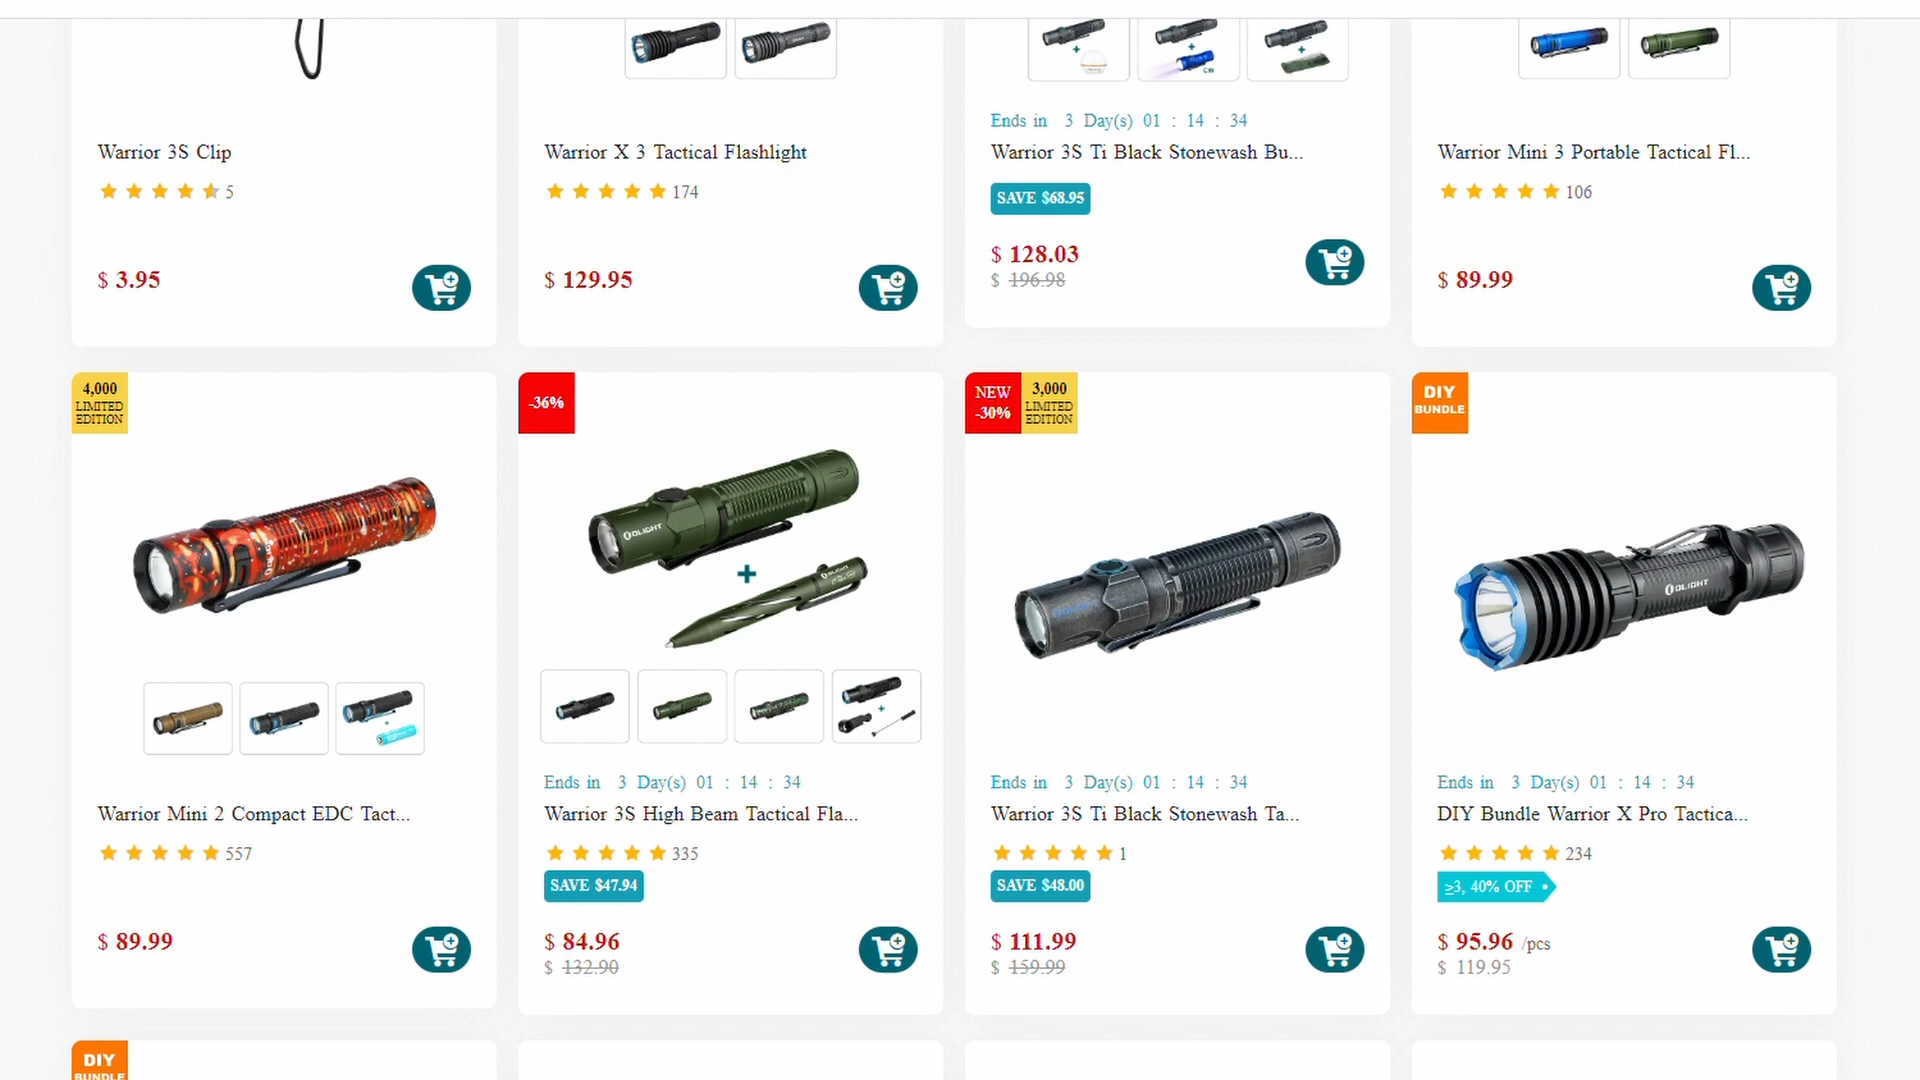 Ends in 3 Day(s) 01 : 14 : 34
Warrior 3S Clip
Warrior X 3 Tactical Flashlight
Warrior 3S Ti Black Stonewash Bu...
Warrior Mini 3 Portable Tactical Fl...
5
174
SAVE $68.95
106
$ 3.95
$ 129.95
$ 128.03
$ 196.98
$ 89.99
4,000
LIMITED
EDITION
-36%
NEW
-30%
3,000
LIMITED
EDITION
DIY
BUNDLE
OLIGHT
OLIGHT
OLIGHT
Ends in 3 Day(s) 01 : 14 : 34
Ends in 3 Day(s) 01 : 14 : 34
Ends in 3 Day(s) 01 : 14 : 34
Warrior Mini 2 Compact EDC Tact...
Warrior 3S High Beam Tactical Fla...
Warrior 3S Ti Black Stonewash Ta...
DIY Bundle Warrior X Pro Tactica...
557
335
1
234
SAVE $47.94
SAVE $48.00
≥3, 40% OFF
$ 89.99
$ 84.96
$ 132.90
$ 111.99
$ 159.99
$ 95.96 /pcs
$ 119.95
DIY
BUNDLE